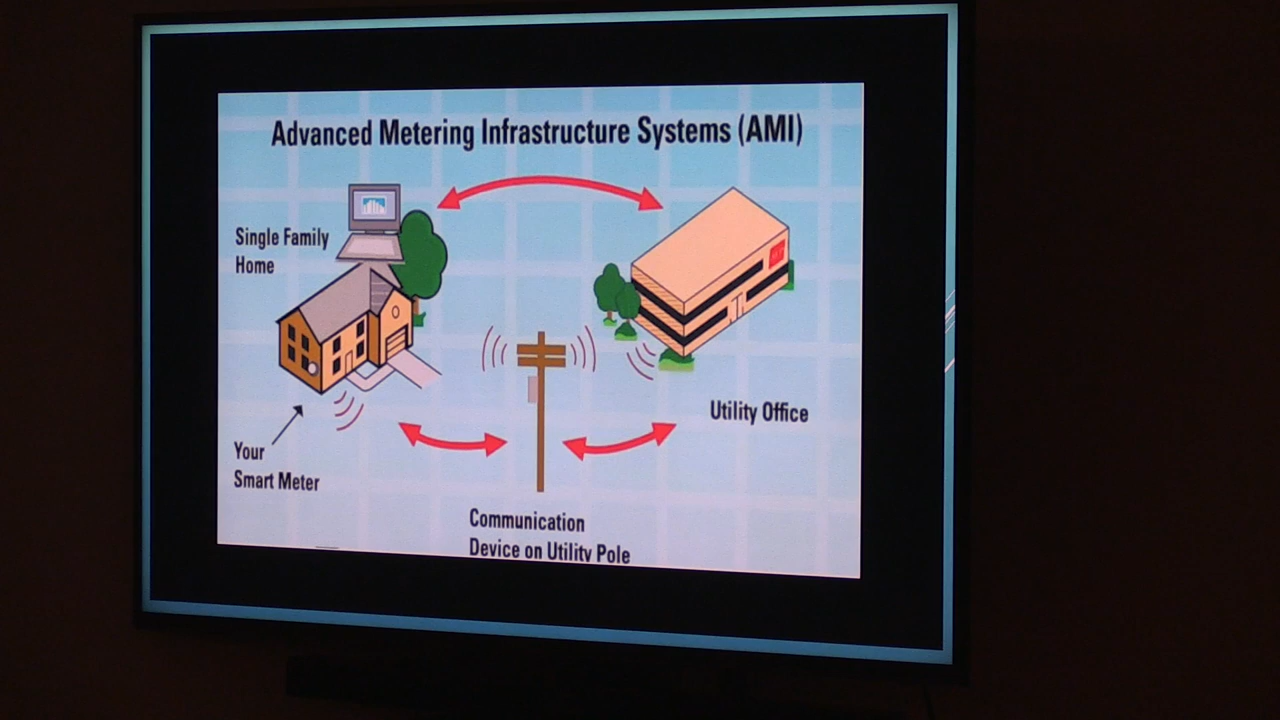 Advanced Metering Infrastructure Systems (AMI)
Single Family
Home
Utility Office
Your
Smart Meter
Communication
Device on Utility Pole